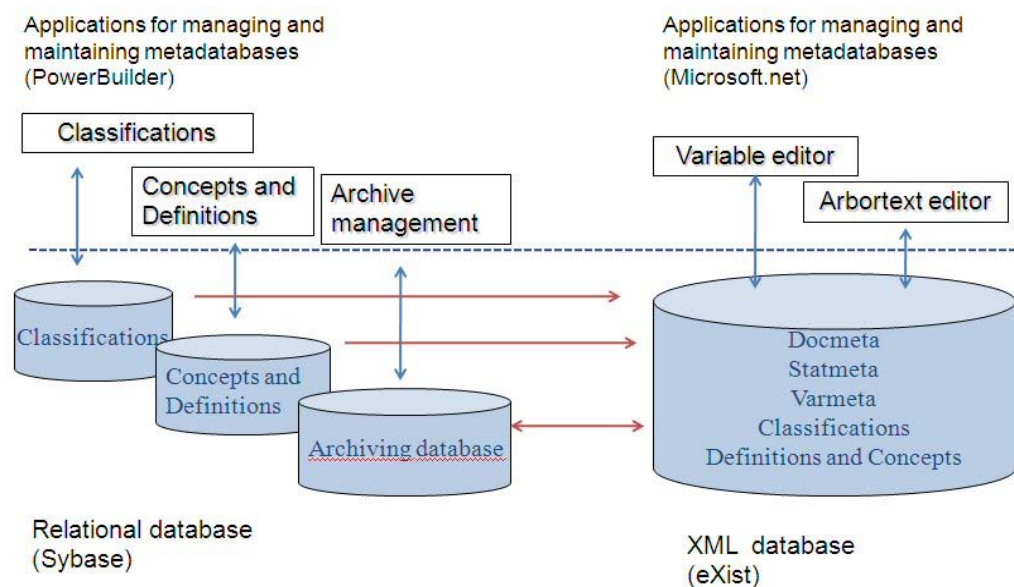 Applications for managing and
maintaining metadatabases
(PowerBuilder)
Applications for managing and
maintaining metadatabases
(Microsoft.net)
Classifications
Concepts and
Definitions
Archive
management
Variable editor
Arbortext editor
Classifications
Concepts and
Definitions
Archiving database
Docmeta
Statmeta
Varmeta
Classifications
Definitions and Concepts
Relational database
(Sybase)
XML database
(eXist)